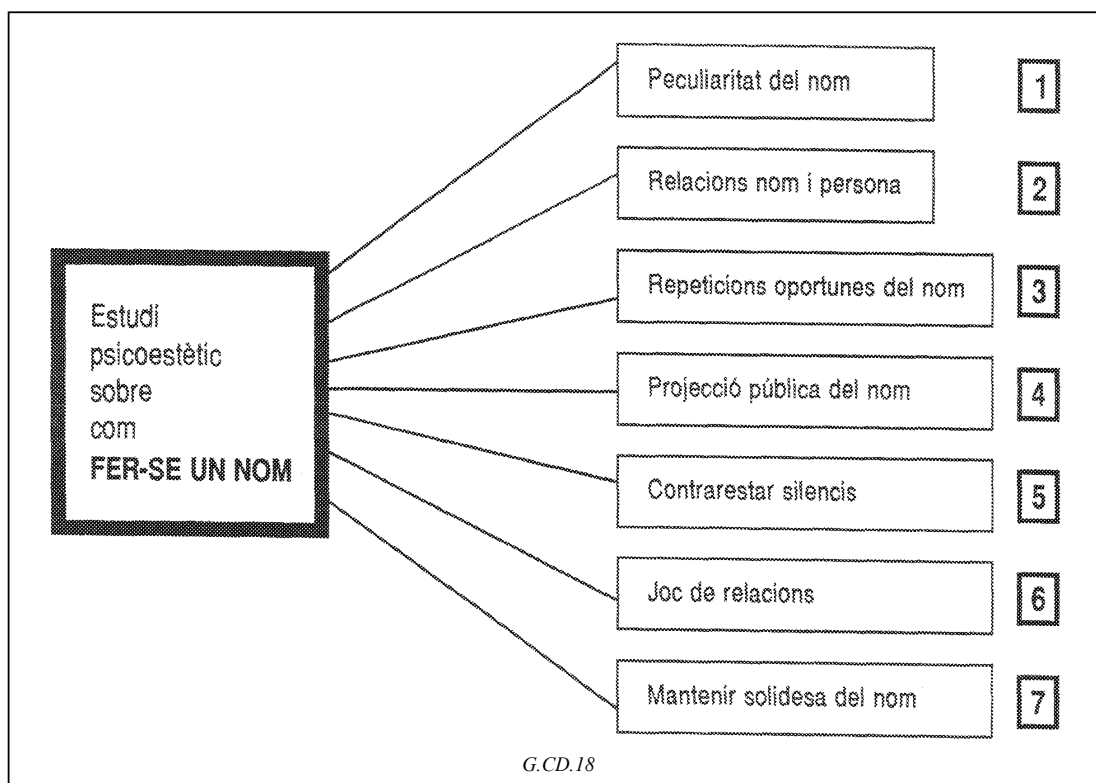 Estudi
psicoestètic
sobre
com
FER-SE UN NOM
Peculiaritat del nom
1
Relacions nom i persona
2
Repeticions oportunes del nom
3
Projecció pública del nom
4
Contrarestar silencis
5
Joc de relacions
6
Mantenir solidesa del nom
7
G.CD.18